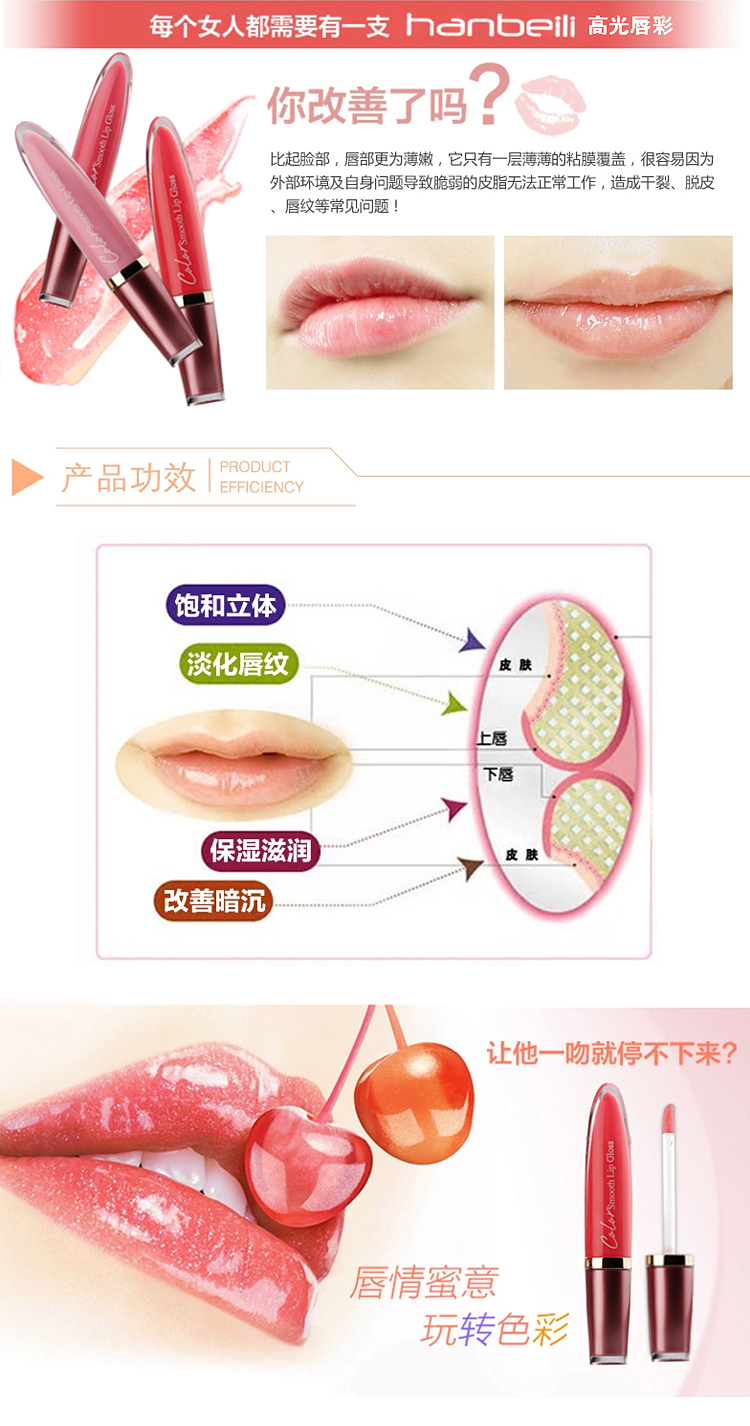 每个女人都需要有一支 hanbeili 高光唇彩
你改善了吗?
比起脸部，唇部更为薄嫩，它只有一层薄薄的粘膜覆盖，很容易因为
外部环境及自身问题导致脆弱的皮脂无法正常工作，造成干裂、脱皮
、唇纹等常见问题！
Color Smooth Lip Gloss
Color Smooth Lip Gloss
Color Smooth Lip Gloss
产品功效
PRODUCT
EFFICIENCY
饱和立体
淡化唇纹
皮 肤
上唇
下唇
保湿滋润
皮 肤
改善暗沉
让他一吻就停不下来?
Color Smooth Lip Gloss
唇情蜜意
玩转色彩